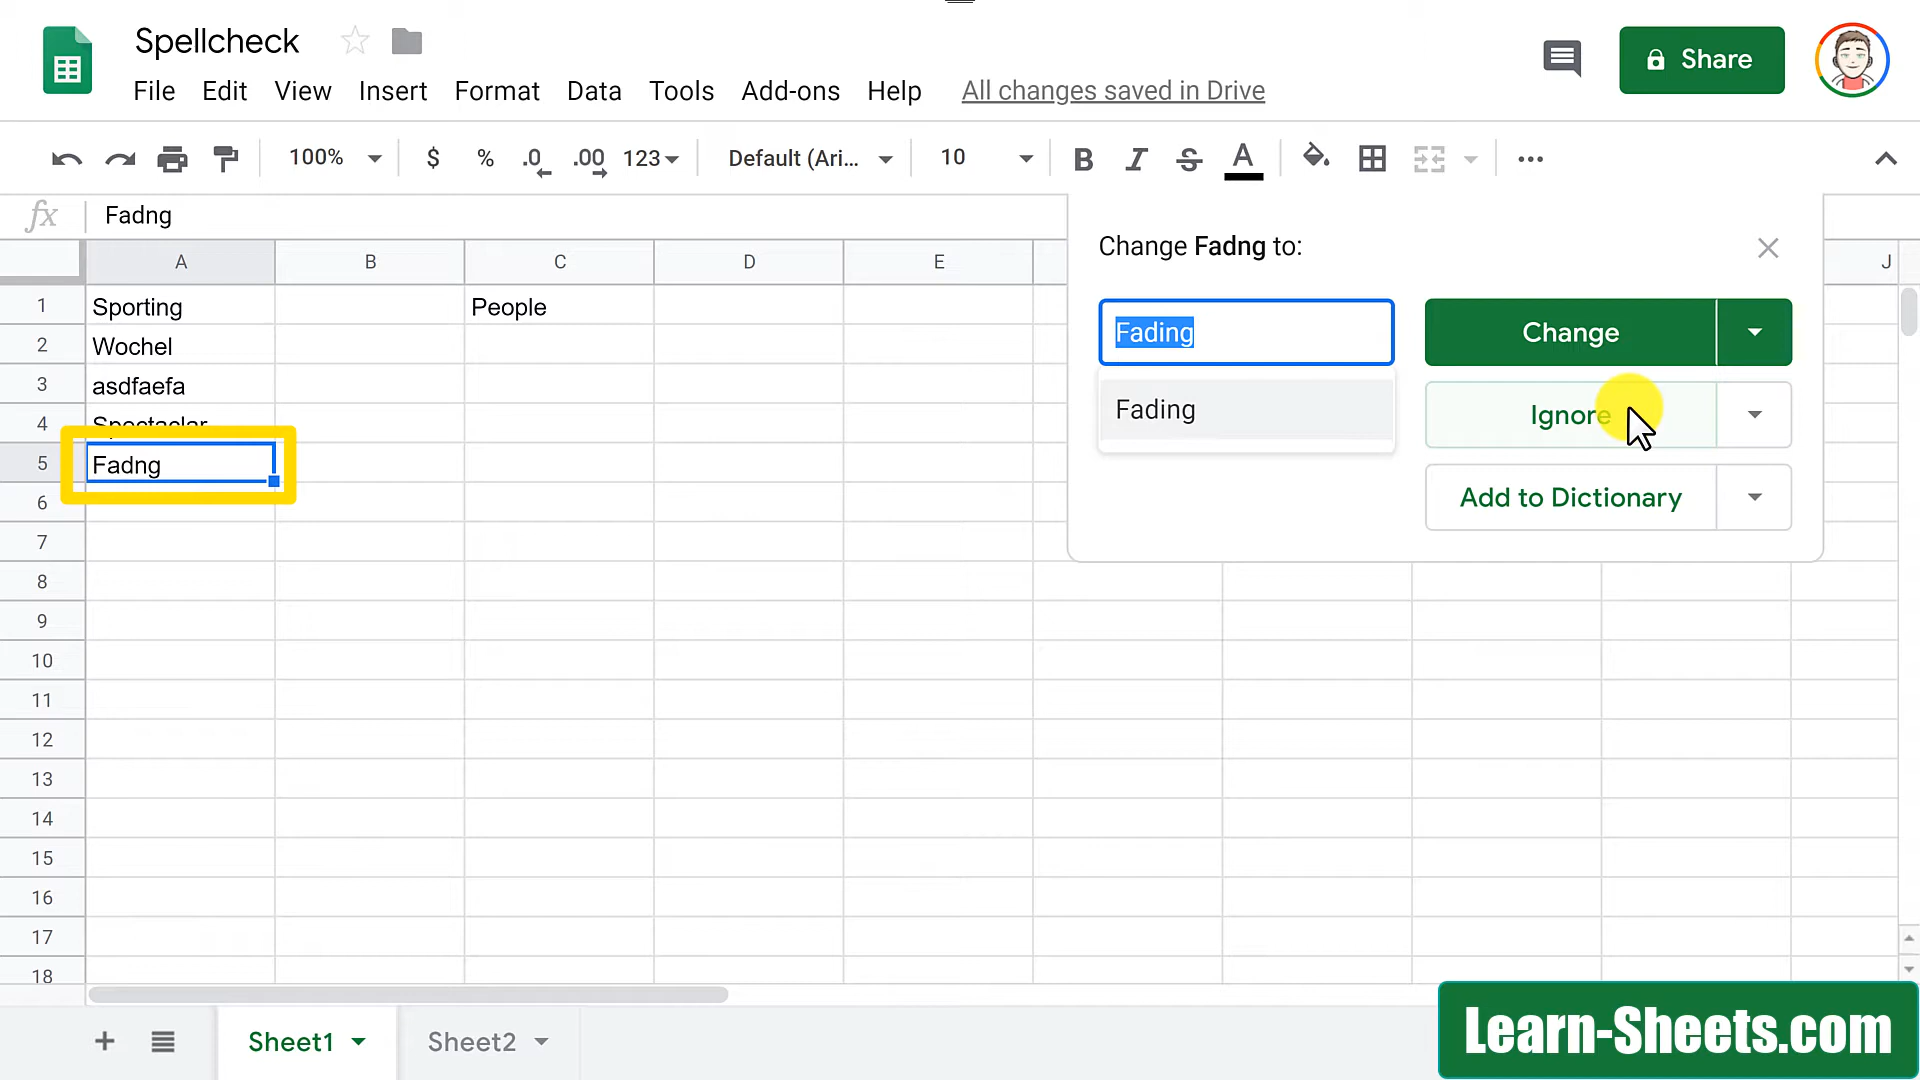 Spellcheck
File Edit View Insert Format Data Tools Add-ons Help All changes saved in Drive
Share
100% $ % .0 .00 123 Default (Ari... 10 B I S A
fx Fadng
A B C D E J
1 Sporting People
2 Wochel
3 asdfaefa
4 Spectaclar
5 Fadng
6
7
8
9
10
11
12
13
14
15
16
17
18
Change Fadng to:
Fading Change
Fading Ignore
Add to Dictionary
Sheet1 Sheet2
Learn-Sheets.com